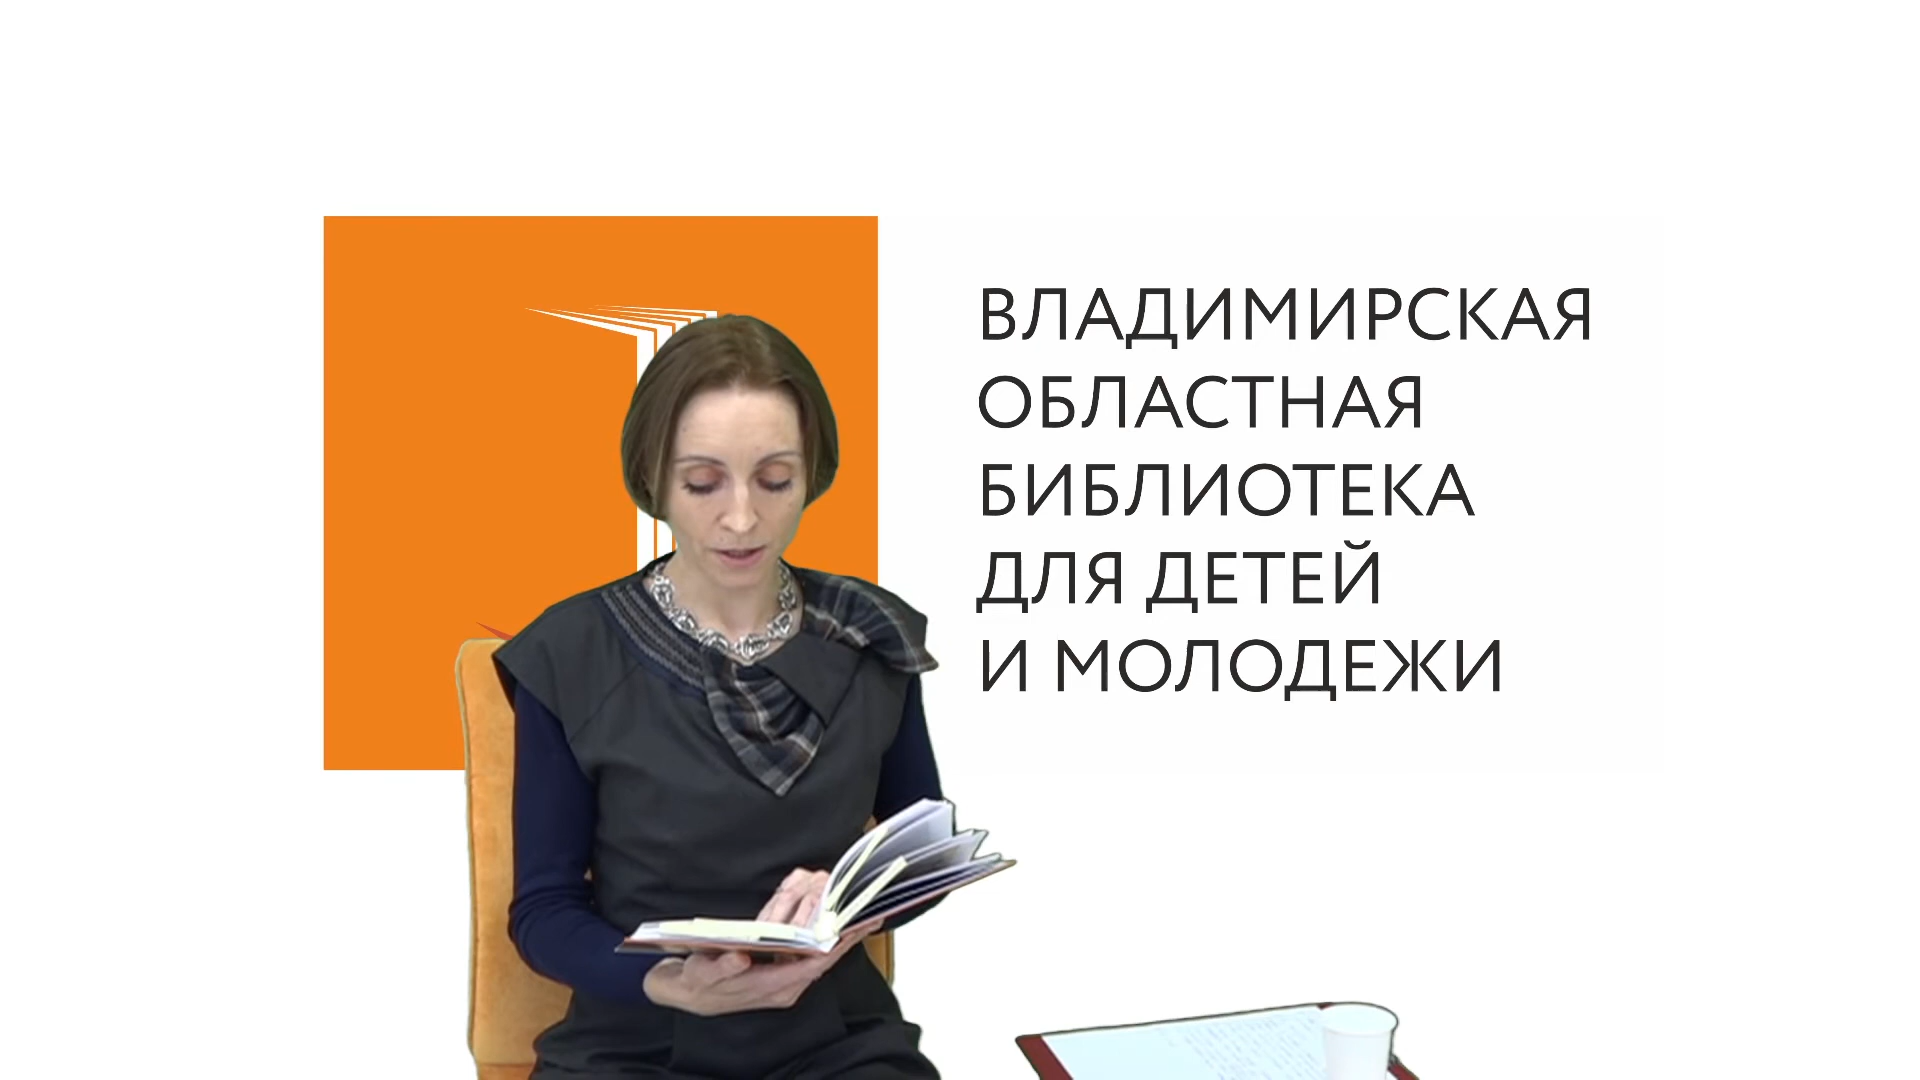 ВЛАДИМИРСКАЯ
ОБЛАСТНАЯ
БИБЛИОТЕКА
ДЛЯ ДЕТЕЙ
И МОЛОДЕЖИ